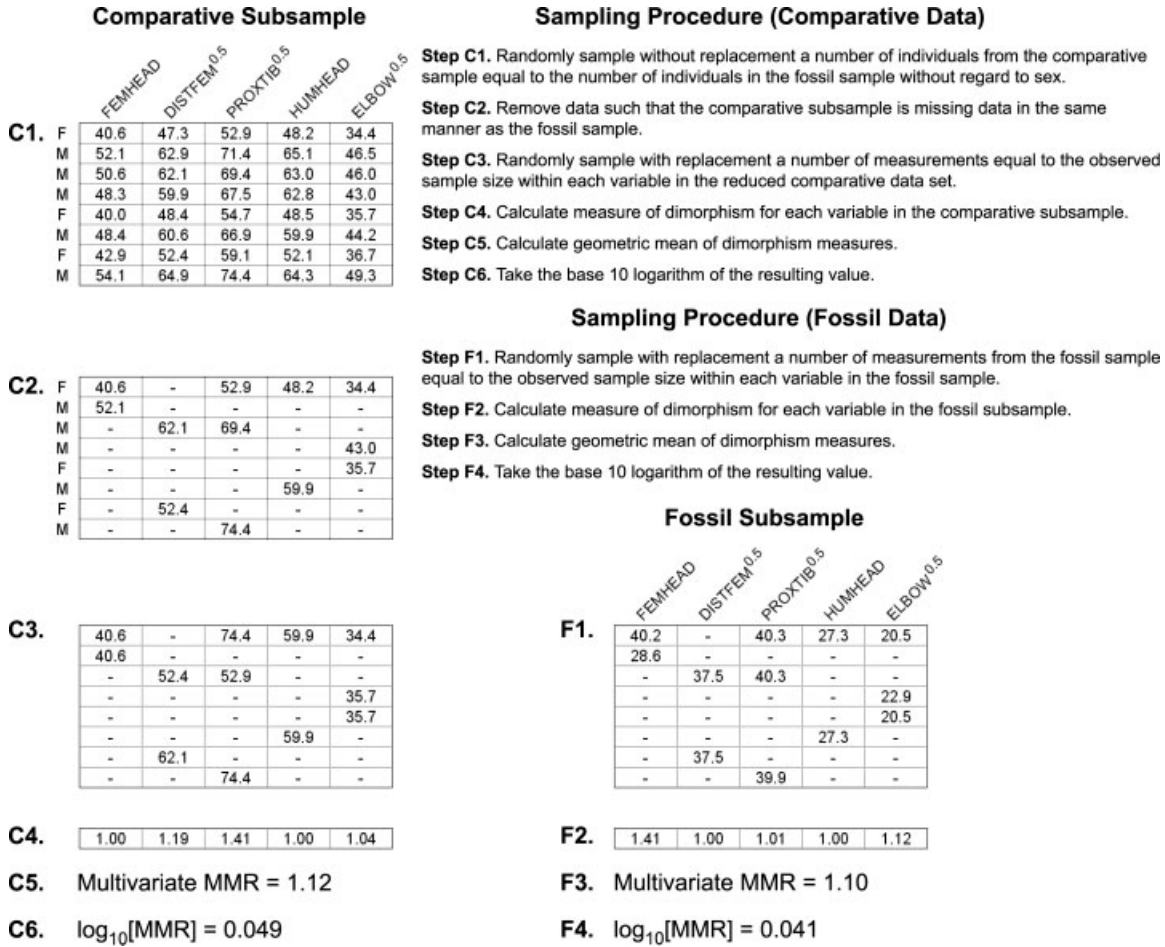 Comparative Subsample
FEMHEAD DISTFEM^0.5 PROXTIB^0.5 HUMHEAD ELBOW^0.5
C1. F 40.6 47.3 52.9 48.2 34.4
M 52.1 62.9 71.4 65.1 46.5
M 50.6 62.1 69.4 63.0 46.0
M 48.3 59.9 67.5 62.8 43.0
F 40.0 48.4 54.7 48.5 35.7
M 48.4 60.6 66.9 59.9 44.2
F 42.9 52.4 59.1 52.1 36.7
M 54.1 64.9 74.4 64.3 49.3
C2. F 40.6 - 52.9 48.2 34.4
M 52.1 - - - -
M - 62.1 69.4 - -
M - - - - 43.0
F - - - - 35.7
M - - - 59.9 -
F - 52.4 - - -
M - - 74.4 - -
C3. 40.6 - 74.4 59.9 34.4
40.6 - - - -
- 52.4 52.9 - -
- - - - 35.7
- - - - 35.7
- - - 59.9 -
- 62.1 - - -
- - 74.4 - -
C4. 1.00 1.19 1.41 1.00 1.04
C5. Multivariate MMR = 1.12
C6. log10[MMR] = 0.049
Sampling Procedure (Comparative Data)
Step C1. Randomly sample without replacement a number of individuals from the comparative
sample equal to the number of individuals in the fossil sample without regard to sex.
Step C2. Remove data such that the comparative subsample is missing data in the same
manner as the fossil sample.
Step C3. Randomly sample with replacement a number of measurements equal to the observed
sample size within each variable in the reduced comparative data set.
Step C4. Calculate measure of dimorphism for each variable in the comparative subsample.
Step C5. Calculate geometric mean of dimorphism measures.
Step C6. Take the base 10 logarithm of the resulting value.
Sampling Procedure (Fossil Data)
Step F1. Randomly sample with replacement a number of measurements from the fossil sample
equal to the observed sample size within each variable in the fossil sample.
Step F2. Calculate measure of dimorphism for each variable in the fossil subsample.
Step F3. Calculate geometric mean of dimorphism measures.
Step F4. Take the base 10 logarithm of the resulting value.
Fossil Subsample
FEMHEAD DISTFEM^0.5 PROXTIB^0.5 HUMHEAD ELBOW^0.5
F1. 40.2 - 40.3 27.3 20.5
28.6 - - - -
- 37.5 40.3 - -
- - - - 22.9
- - - - 20.5
- - - 27.3 -
- 37.5 - - -
- - 39.9 - -
F2. 1.41 1.00 1.01 1.00 1.12
F3. Multivariate MMR = 1.10
F4. log10[MMR] = 0.041